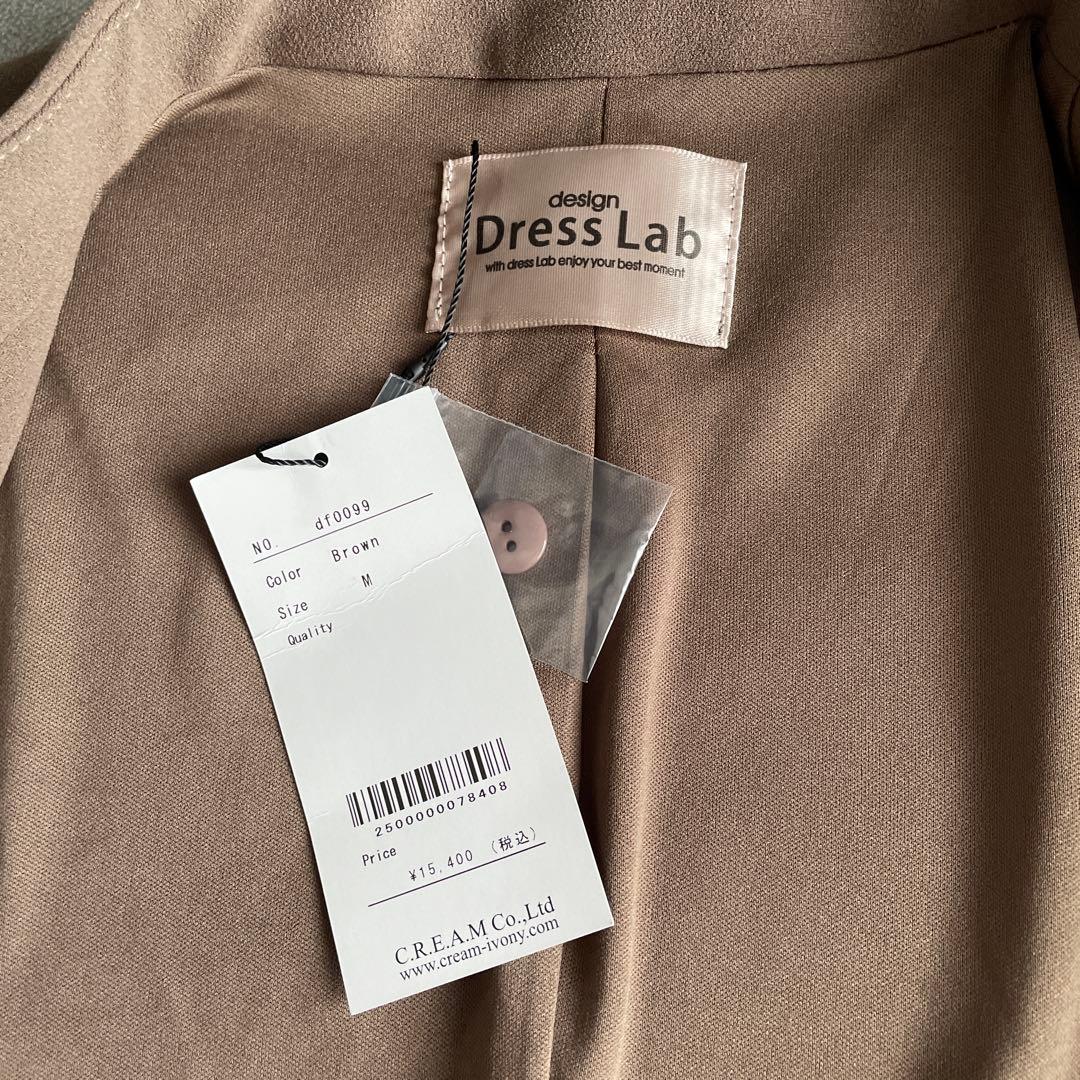 design
Dress Lab
with dress Lab enjoy your best moment
NO. df0099
Color Brown
Size M
Quality
2500000078408
Price
¥15,400 (税込)
C.R.E.A.M Co.,Ltd
www.cream-ivony.com